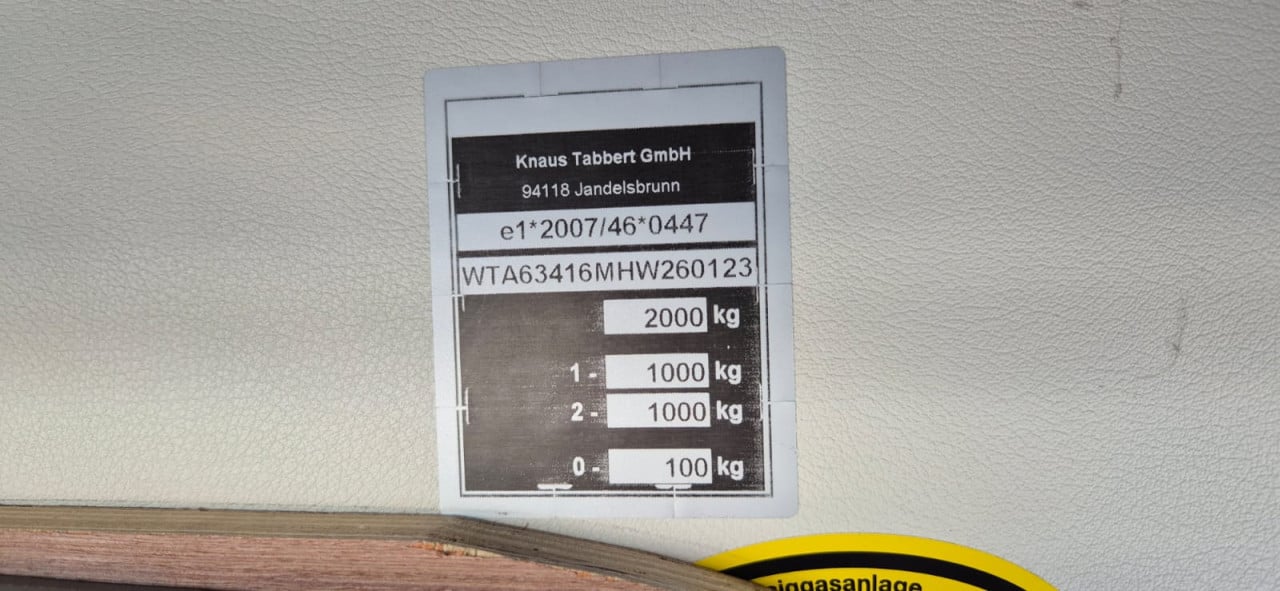 Knaus Tabbert GmbH
94118 Jandelsbrunn
e1*2007/46*0447
WTA63416MHW260123
2000 kg
1 - 1000 kg
2 - 1000 kg
0 - 100 kg